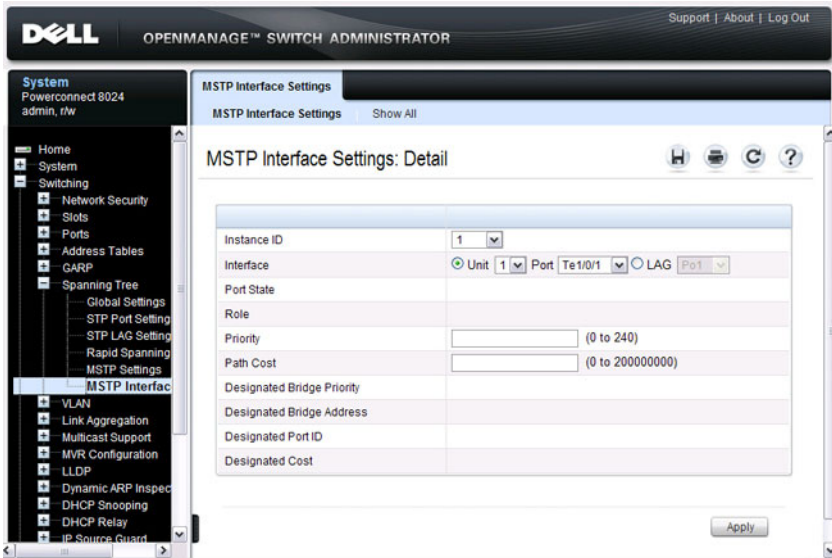 Support | About | Log Out
DELL OPENMANAGE™ SWITCH ADMINISTRATOR
System
Powerconnect 8024
admin, r/w
Home
System
Switching
Network Security
Slots
Ports
Address Tables
GARP
Spanning Tree
Global Settings
STP Port Setting
STP LAG Setting
Rapid Spanning
MSTP Settings
MSTP Interfac
VLAN
Link Aggregation
Multicast Support
MVR Configuration
LLDP
Dynamic ARP Inspec
DHCP Snooping
DHCP Relay
IP Source Guard
MSTP Interface Settings
MSTP Interface Settings Show All
MSTP Interface Settings: Detail
?
Instance ID 1
Interface Unit 1 Port Te1/0/1 LAG Po1
Port State
Role
Priority (0 to 240)
Path Cost (0 to 200000000)
Designated Bridge Priority
Designated Bridge Address
Designated Port ID
Designated Cost
Apply